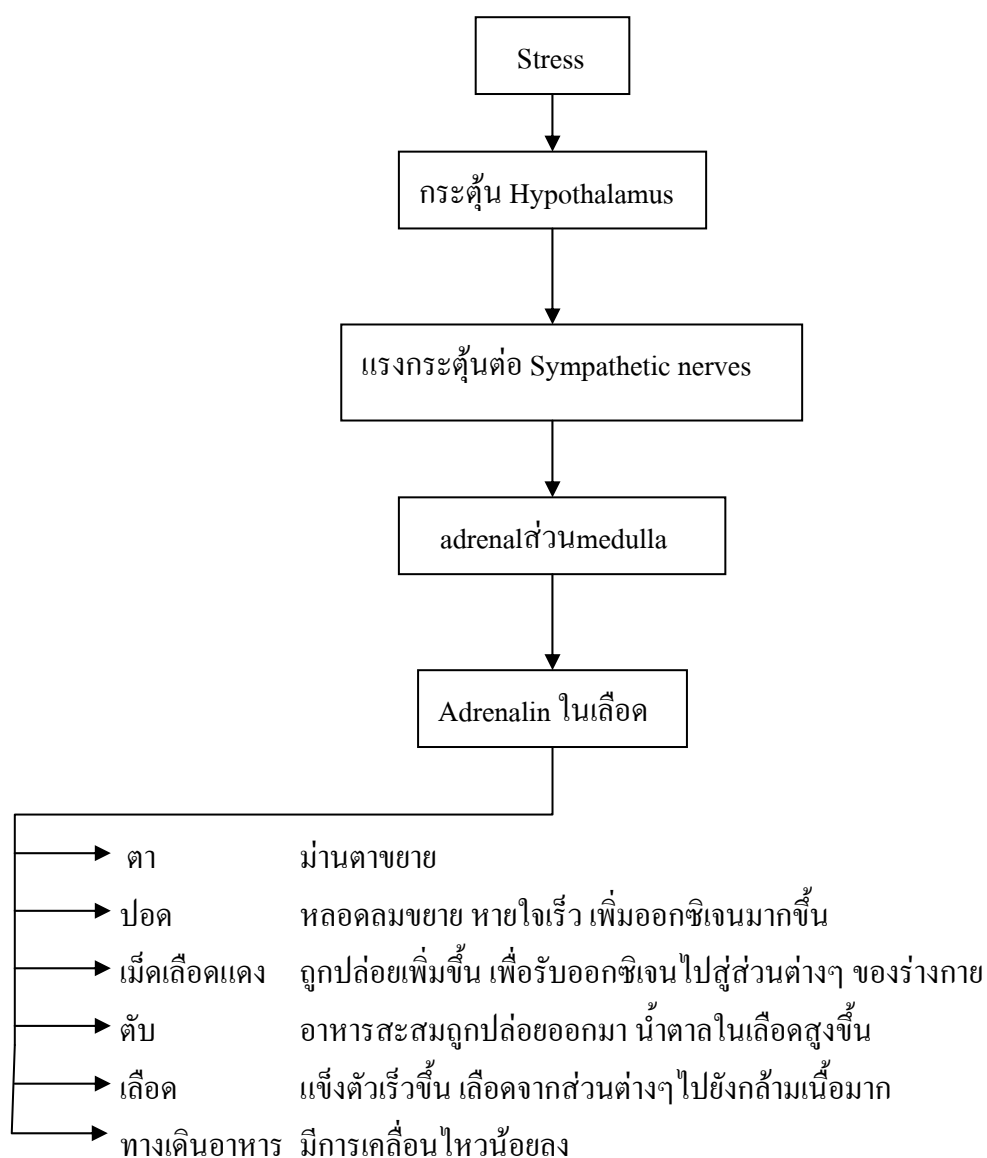 Stress
กระตุ้น Hypothalamus
แรงกระตุ้นต่อ Sympathetic nerves
adrenalส่วนmedulla
Adrenalin ในเลือด
ตา ม่านตาขยาย
ปอด หลอดลมขยาย หายใจเร็ว เพิ่มออกซิเจนมากขึ้น
เม็ดเลือดแดง ถูกปล่อยเพิ่มขึ้น เพื่อรับออกซิเจนไปสู่ส่วนต่างๆ ของร่างกาย
ตับ อาหารสะสมถูกปล่อยออกมา น้ำตาลในเลือดสูงขึ้น
เลือด แข็งตัวเร็วขึ้น เลือดจากส่วนต่างๆไปยังกล้ามเนื้อมาก
ทางเดินอาหาร มีการเคลื่อนไหวน้อยลง